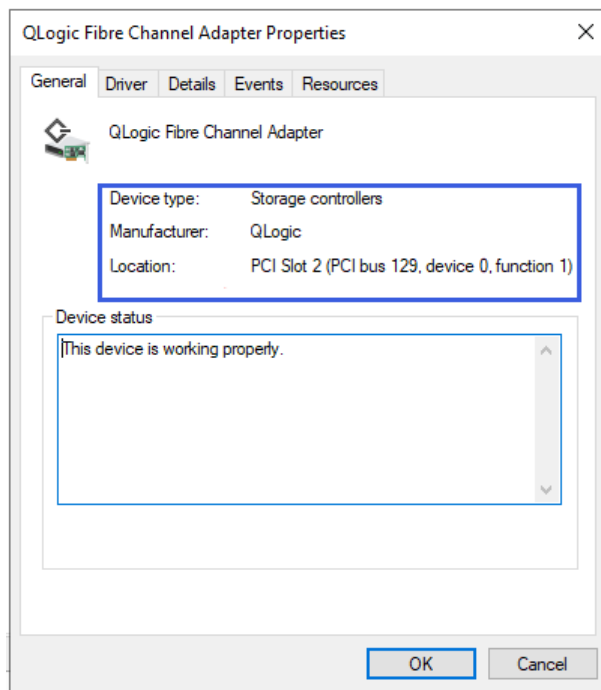 QLogic Fibre Channel Adapter Properties
General Driver Details Events Resources
QLogic Fibre Channel Adapter
Device type: Storage controllers
Manufacturer: QLogic
Location: PCI Slot 2 (PCI bus 129, device 0, function 1)
Device status
This device is working properly.
OK Cancel